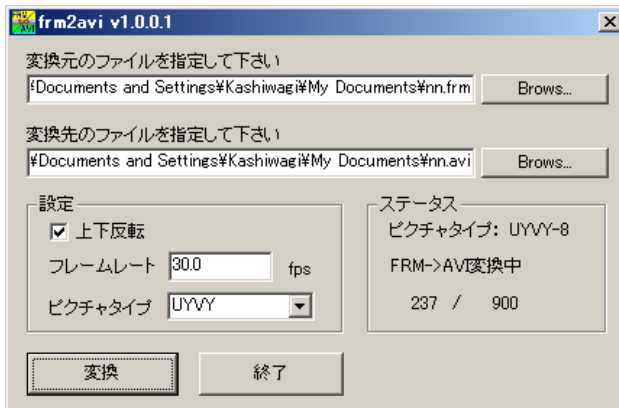 frm2avi v1.0.0.1
変換元のファイルを指定して下さい
Documents and Settings¥Kashiwagi¥My Documents¥nn.frm
Brows...
変換先のファイルを指定して下さい
¥Documents and Settings¥Kashiwagi¥My Documents¥nn.avi
Brows...
設定
上下反転
フレームレート 30.0 fps
ピクチャタイプ UYVY
ステータス
ピクチャタイプ: UYVY-8
FRM->AVI変換中
237 / 900
変換
終了